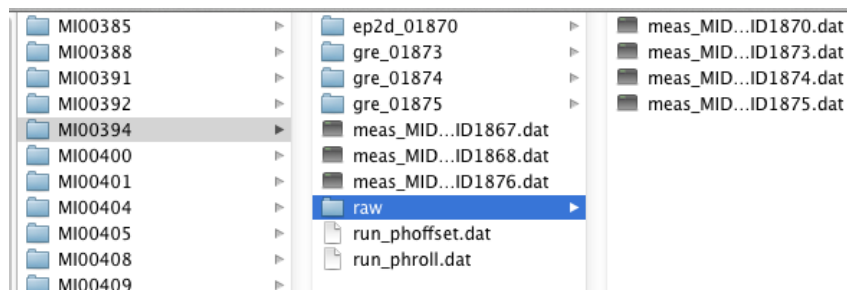 MI00385
MI00388
MI00391
MI00392
MI00394
MI00400
MI00401
MI00404
MI00405
MI00408
MI00409
ep2d_01870
gre_01873
gre_01874
gre_01875
meas_MID...ID1867.dat
meas_MID...ID1868.dat
meas_MID...ID1876.dat
raw
run_phoffset.dat
run_phroll.dat
meas_MID...ID1870.dat
meas_MID...ID1873.dat
meas_MID...ID1874.dat
meas_MID...ID1875.dat